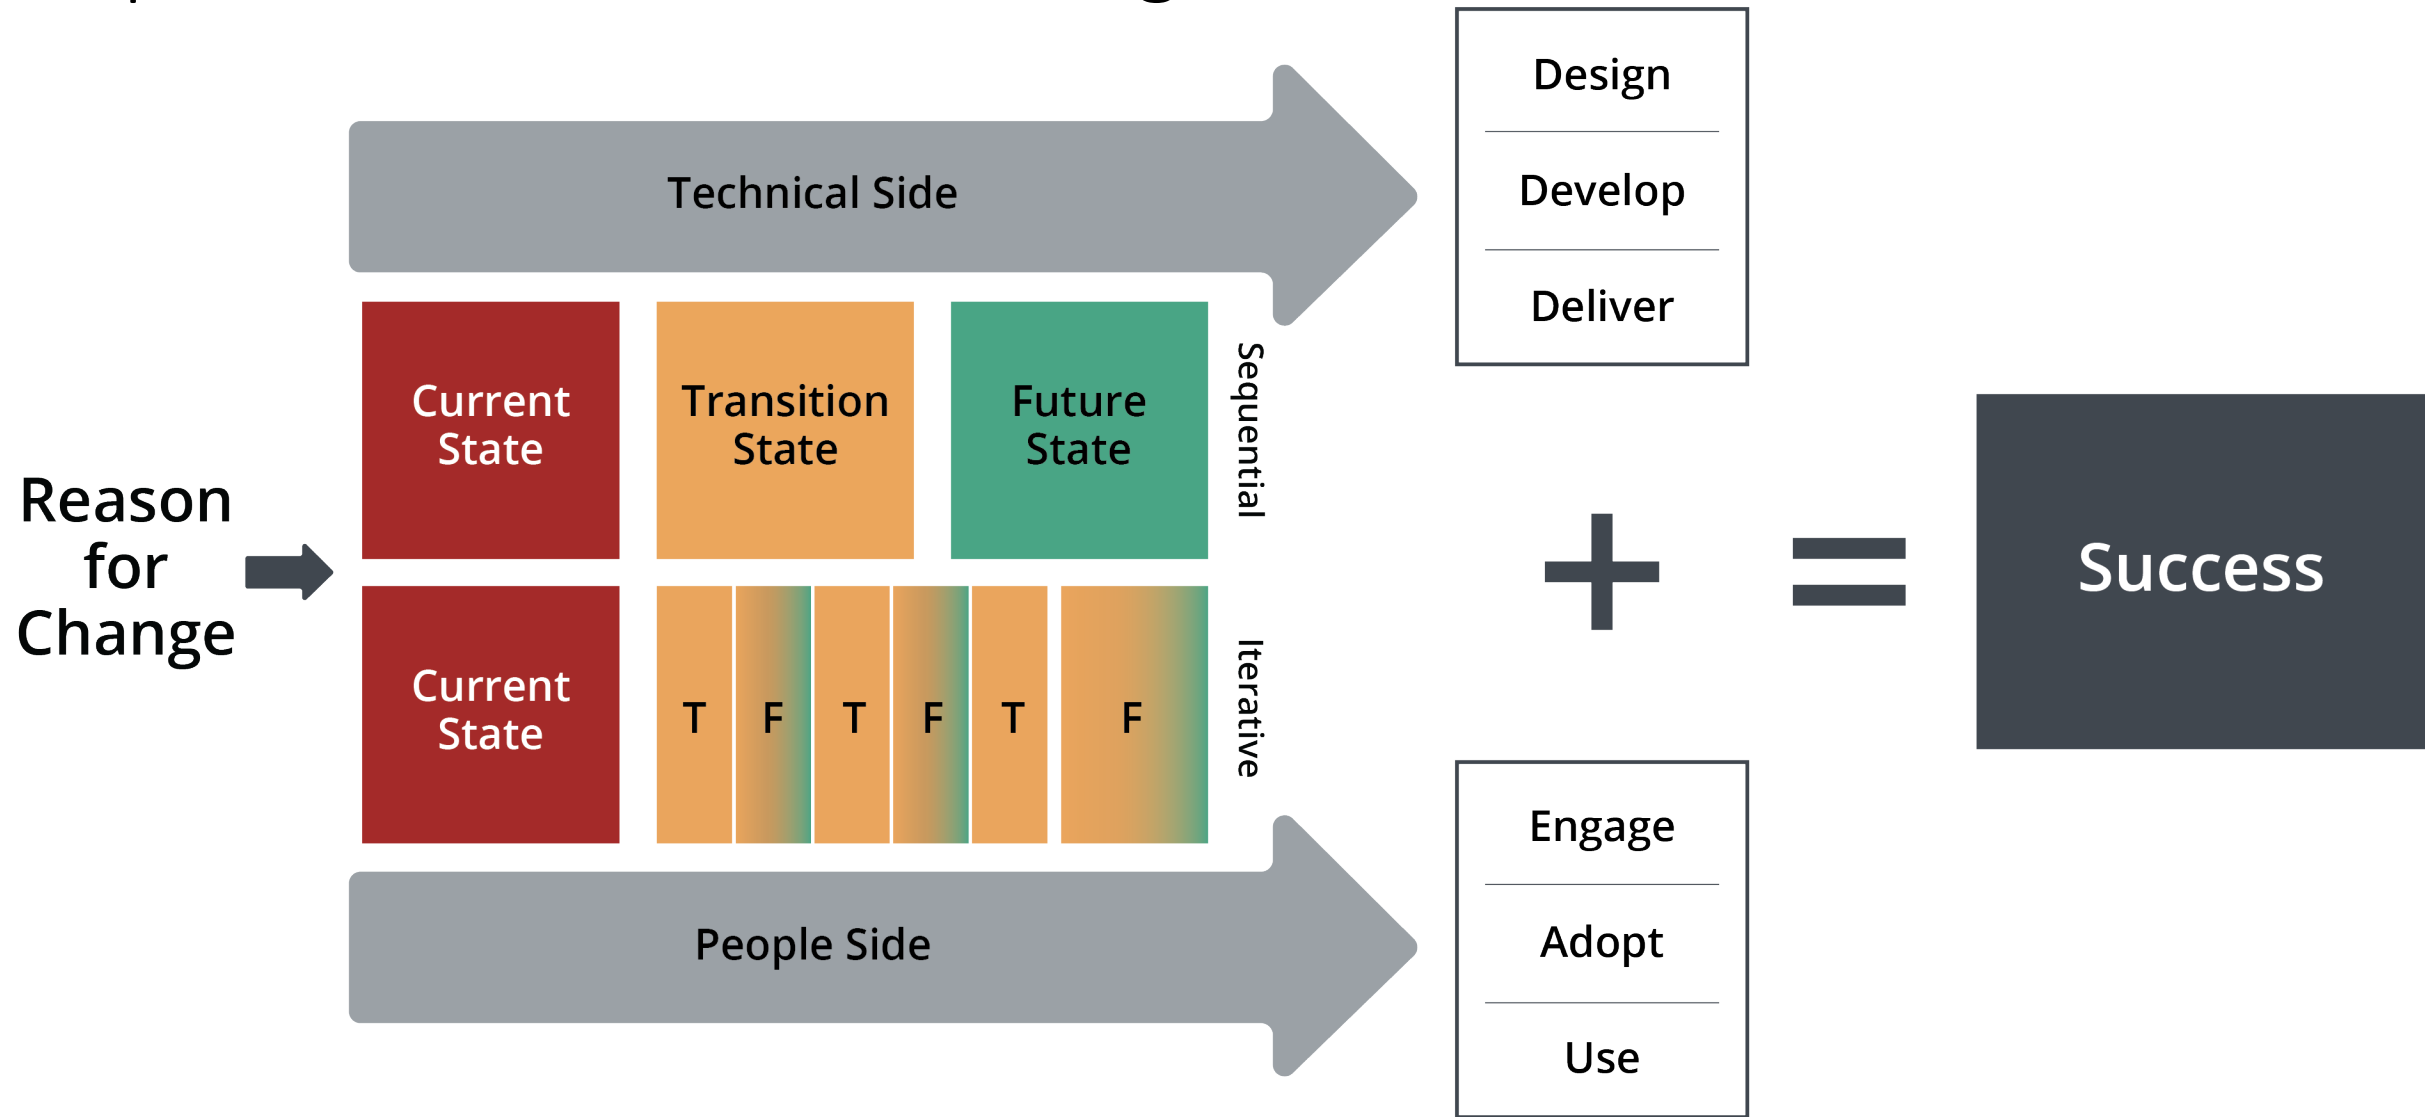 Technical Side
Design
Develop
Deliver
Reason
for
Change
Current
State
Transition
State
Future
State
Sequential
Current
State
T
F
T
F
T
F
Iterative
+
=
Success
People Side
Engage
Adopt
Use